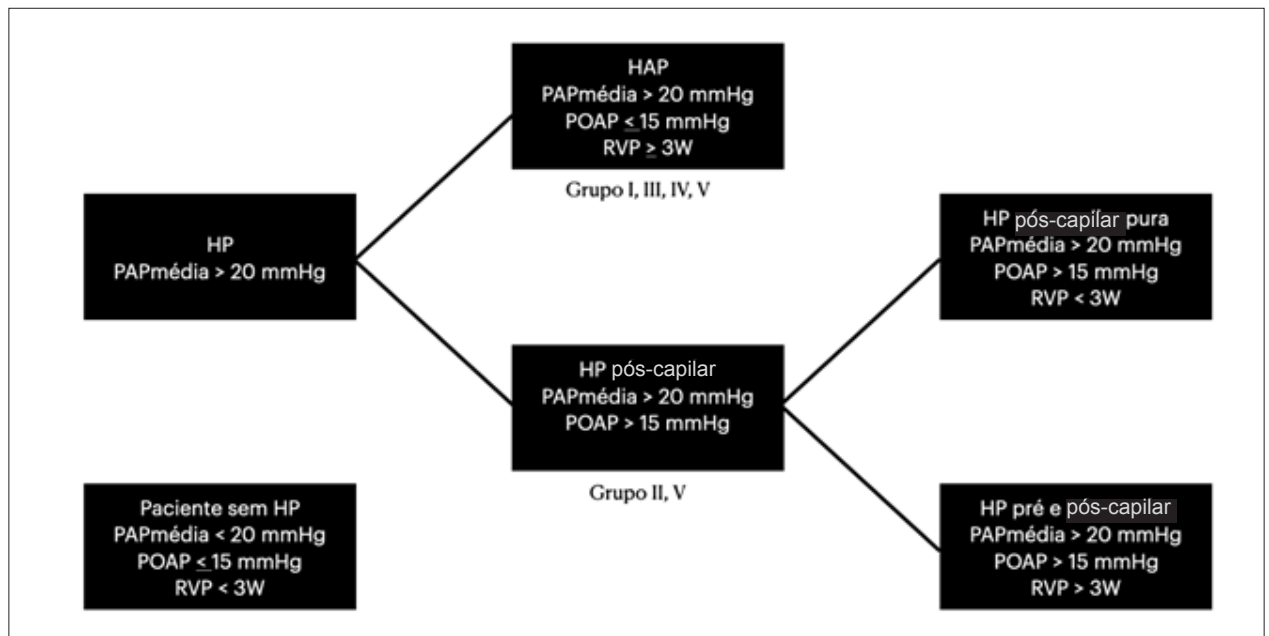 HAP
PAPmédia > 20 mmHg
POAP ≤ 15 mmHg
RVP ≥ 3W
Grupo I, III, IV, V
HP
PAPmédia > 20 mmHg
HP pós-capilar pura
PAPmédia > 20 mmHg
POAP > 15 mmHg
RVP < 3W
HP pós-capilar
PAPmédia > 20 mmHg
POAP > 15 mmHg
Grupo II, V
Paciente sem HP
PAPmédia < 20 mmHg
POAP ≤ 15 mmHg
RVP < 3W
HP pré e pós-capilar
PAPmédia > 20 mmHg
POAP > 15 mmHg
RVP > 3W